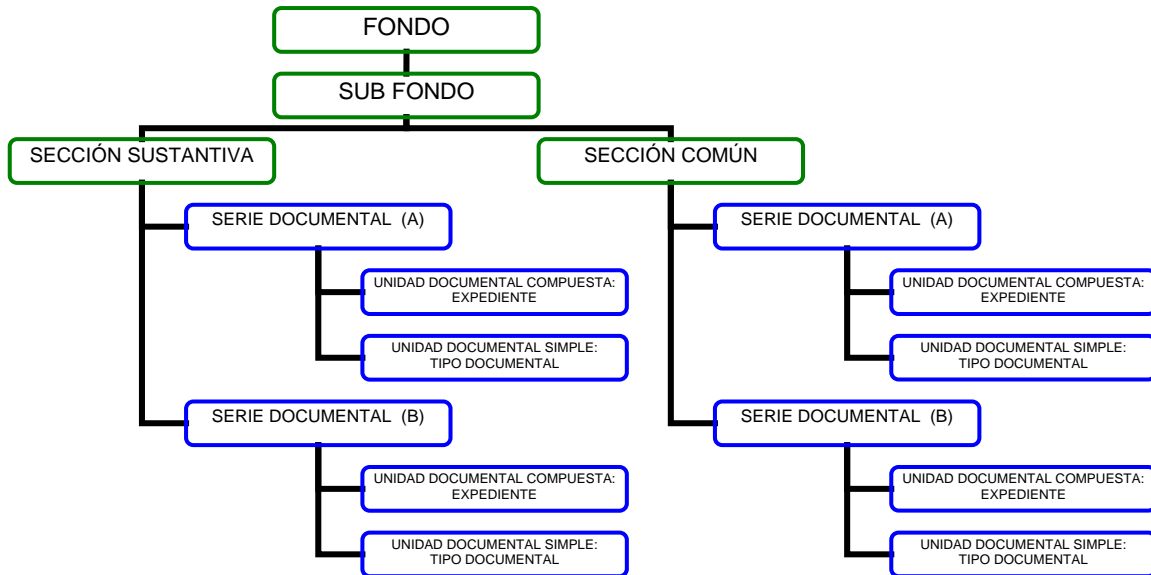 FONDO
SUB FONDO
SECCIÓN SUSTANTIVA
SECCIÓN COMÚN
SERIE DOCUMENTAL (A)
SERIE DOCUMENTAL (A)
UNIDAD DOCUMENTAL COMPUESTA:
EXPEDIENTE
UNIDAD DOCUMENTAL COMPUESTA:
EXPEDIENTE
UNIDAD DOCUMENTAL SIMPLE:
TIPO DOCUMENTAL
UNIDAD DOCUMENTAL SIMPLE:
TIPO DOCUMENTAL
SERIE DOCUMENTAL (B)
SERIE DOCUMENTAL (B)
UNIDAD DOCUMENTAL COMPUESTA:
EXPEDIENTE
UNIDAD DOCUMENTAL COMPUESTA:
EXPEDIENTE
UNIDAD DOCUMENTAL SIMPLE:
TIPO DOCUMENTAL
UNIDAD DOCUMENTAL SIMPLE:
TIPO DOCUMENTAL